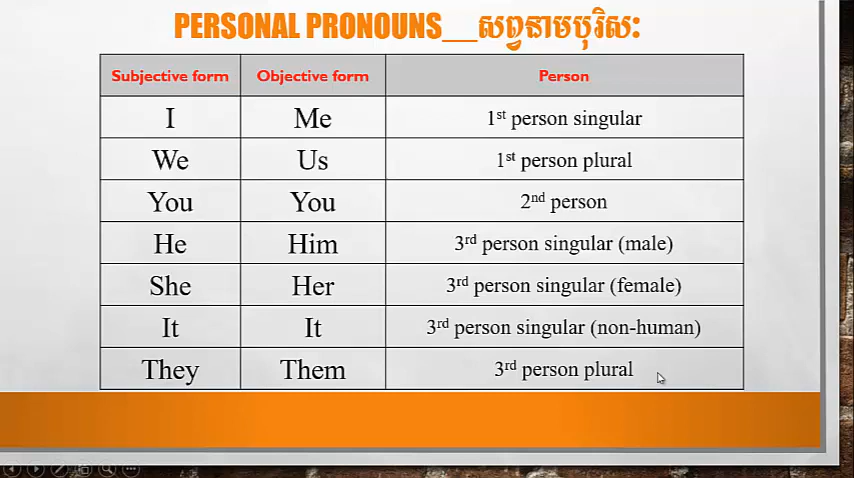 PERSONAL PRONOUNS__សព្វនាមបុរិសៈ
Subjective form Objective form Person
I Me 1st person singular
We Us 1st person plural
You You 2nd person
He Him 3rd person singular (male)
She Her 3rd person singular (female)
It It 3rd person singular (non-human)
They Them 3rd person plural